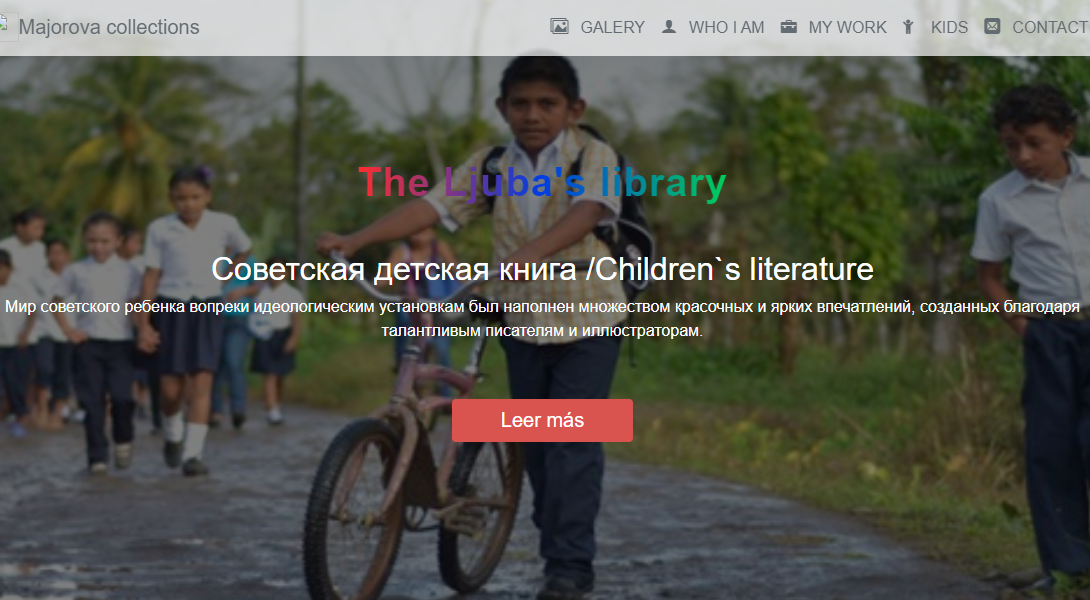 Majorova collections
GALERY WHO I AM MY WORK KIDS CONTACT
The Ljuba's library
Советская детская книга /Children`s literature
Мир советского ребенка вопреки идеологическим установкам был наполнен множеством красочных и ярких впечатлений, созданных благодаря
талантливым писателям и иллюстраторам.
Leer más